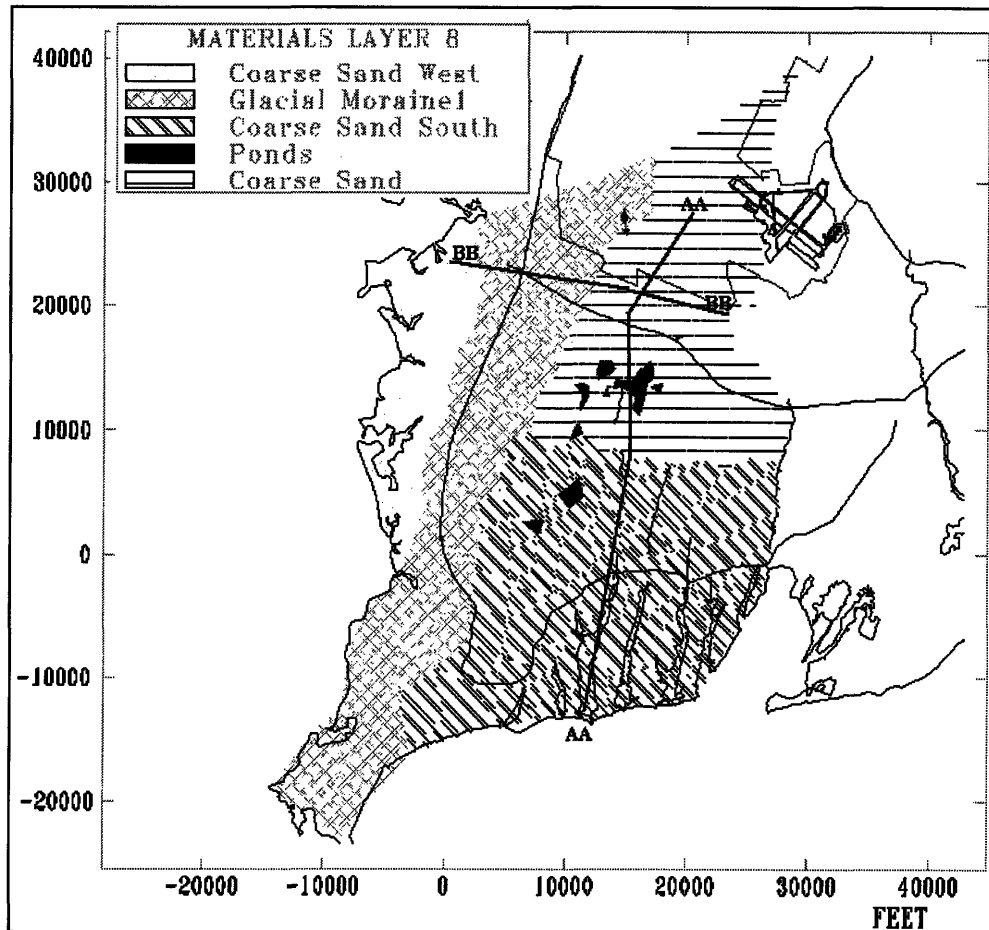 MATERIALS LAYER 8
Coarse Sand West
Glacial Moraine1
Coarse Sand South
Ponds
Coarse Sand
40000
30000
20000
10000
0
-10000
-20000
AA
BB
BB
AA
-20000 -10000 0 10000 20000 30000 40000
FEET